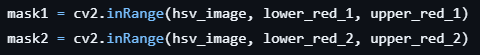 mask1 = cv2.inRange(hsv_image, lower_red_1, upper_red_1)
mask2 = cv2.inRange(hsv_image, lower_red_2, upper_red_2)